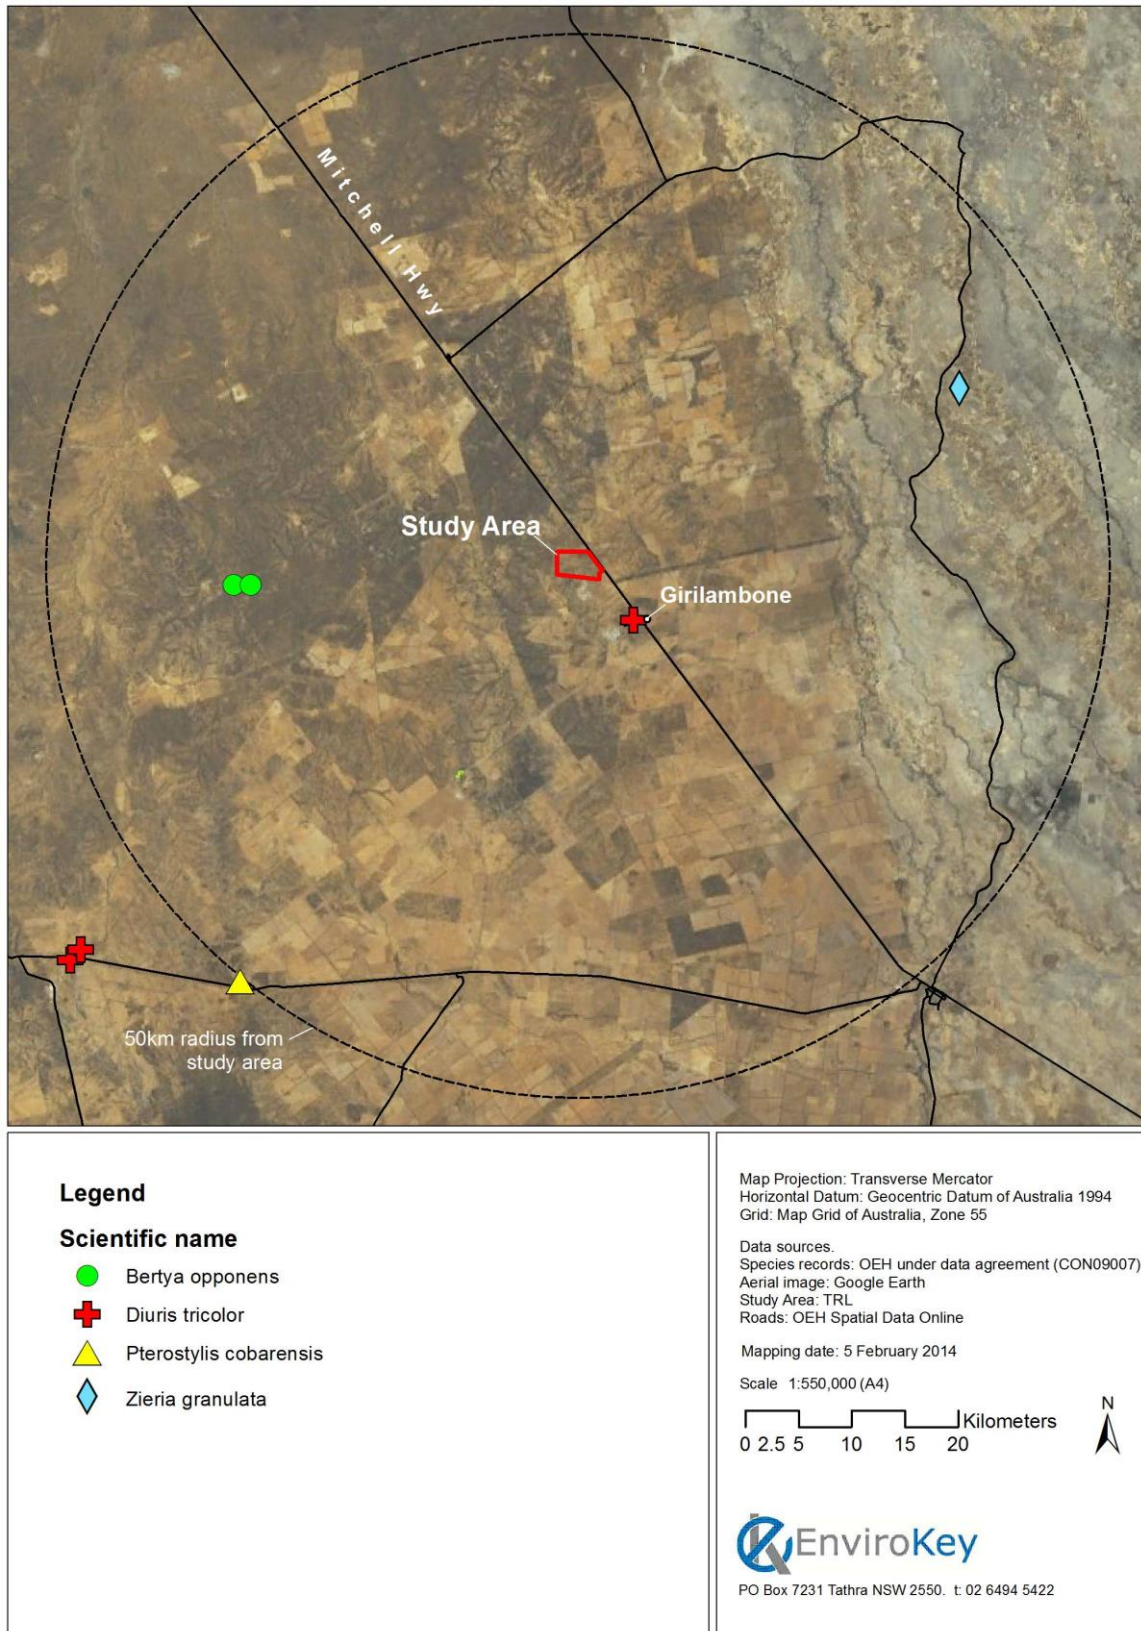 Mitchell Hwy
Study Area
Girilambone
50km radius from
study area
Legend
Scientific name
Bertya opponens
Diuris tricolor
Pterostylis cobarensis
Zieria granulata
Map Projection: Transverse Mercator
Horizontal Datum: Geocentric Datum of Australia 1994
Grid: Map Grid of Australia, Zone 55
Data sources.
Species records: OEH under data agreement (CON09007)
Aerial image: Google Earth
Study Area: TRL
Roads: OEH Spatial Data Online
Mapping date: 5 February 2014
Scale 1:550,000 (A4)
Kilometers
0 2.5 5 10 15 20
N
EnviroKey
PO Box 7231 Tathra NSW 2550. t: 02 6494 5422